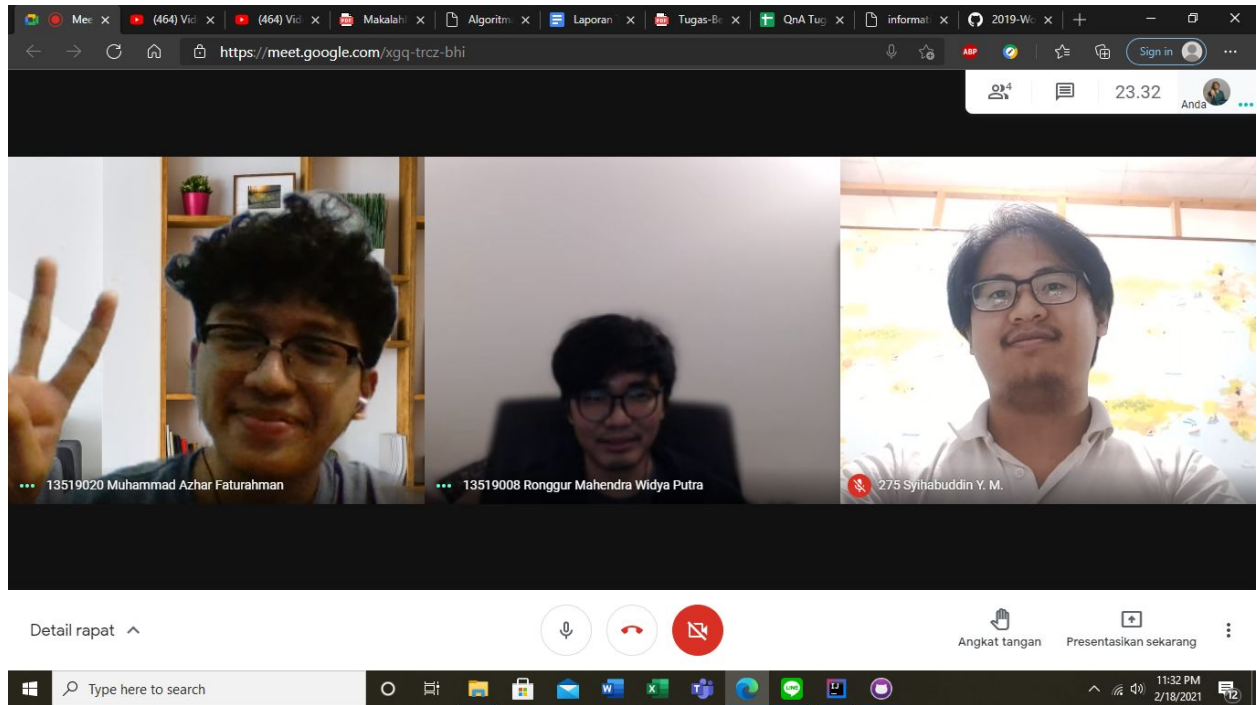 Mee
(464) Vid
(464) Vid
Makalah
Algoritm
Laporan
Tugas-Be
QnA Tug
informati
2019-Wo
https://meet.google.com/xgq-trcz-bhi
ABP
Sign in
4
23.32
Anda
13519020 Muhammad Azhar Faturahman
13519008 Ronggur Mahendra Widya Putra
275 Syihabuddin Y. M.
Detail rapat
Angkat tangan
Presentasikan sekarang
Type here to search
11:32 PM
2/18/2021
12